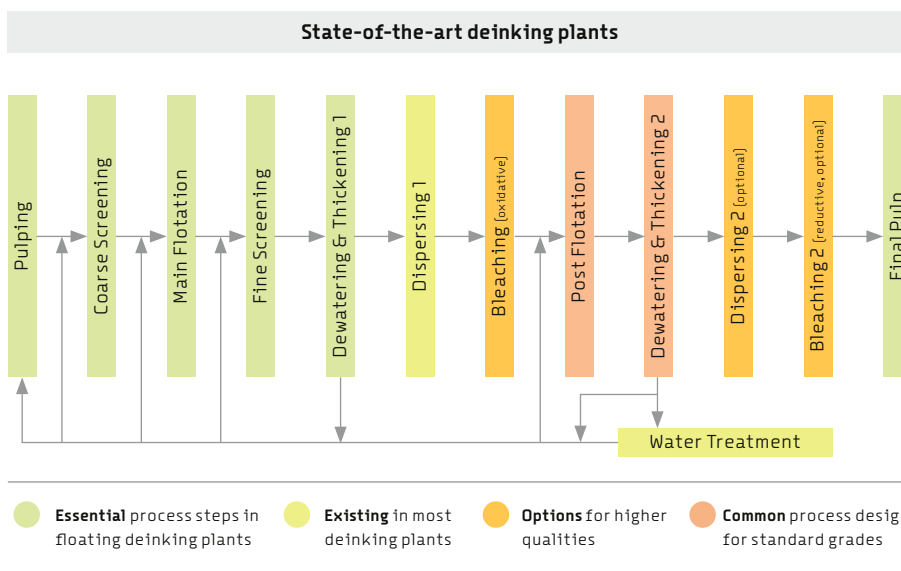 State-of-the-art deinking plants
Pulping
Coarse Screening
Main Flotation
Fine Screening
Dewatering & Thickening 1
Dispersing 1
Bleaching (oxidative)
Post Flotation
Dewatering & Thickening 2
Dispersing 2 (optional)
Bleaching 2 (reductive, optional)
Final Pulp
Water Treatment
Essential process steps in
floating deinking plants
Existing in most
deinking plants
Options for higher
qualities
Common process desig
for standard grades